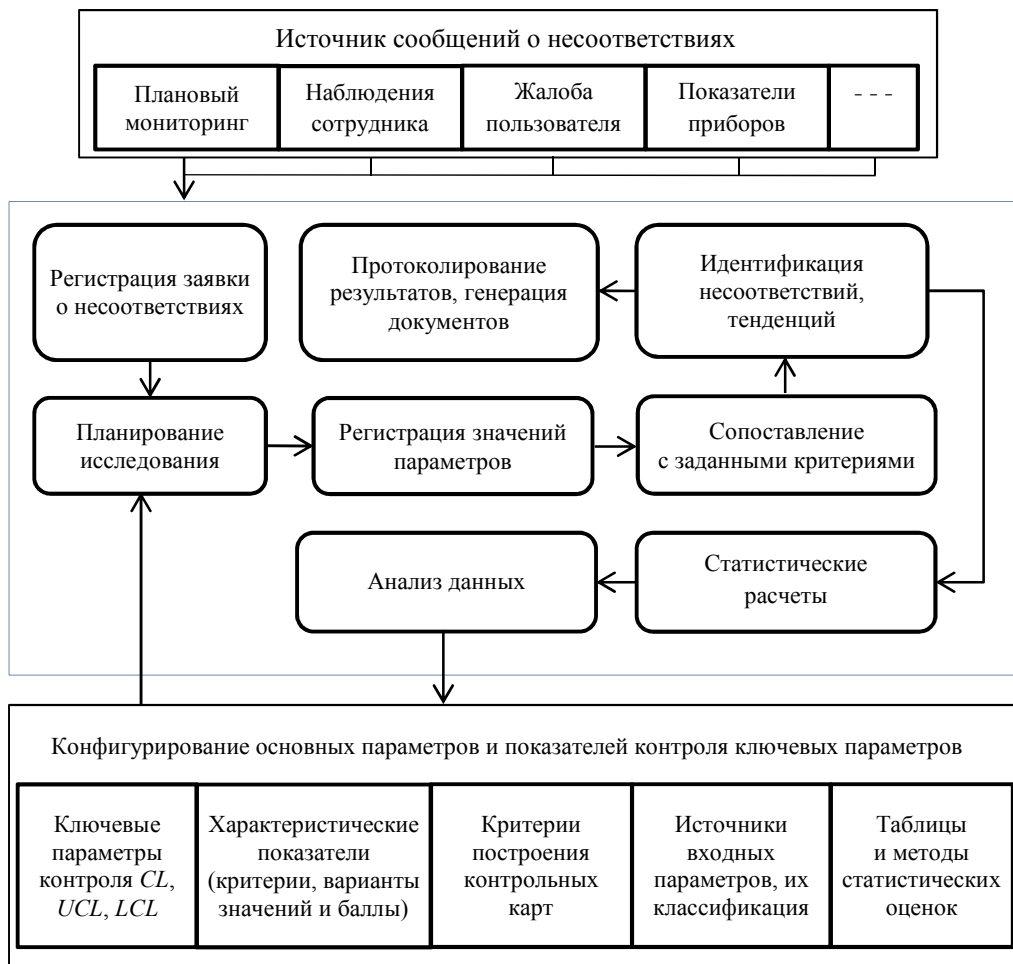 Источник сообщений о несоответствиях
Плановый
мониторинг
Наблюдения
сотрудника
Жалоба
пользователя
Показатели
приборов
- - -
Регистрация заявки
о несоответствиях
Протоколирование
результатов, генерация
документов
Идентификация
несоответствий,
тенденций
Планирование
исследования
Регистрация значений
параметров
Сопоставление
с заданными критериями
Анализ данных
Статистические
расчеты
Конфигурирование основных параметров и показателей контроля ключевых параметров
Ключевые
параметры
контроля CL,
UCL, LCL
Характеристические
показатели
(критерии, варианты
значений и баллы)
Критерии
построения
контрольных
карт
Источники
входных
параметров, их
классификация
Таблицы
и методы
статистических
оценок